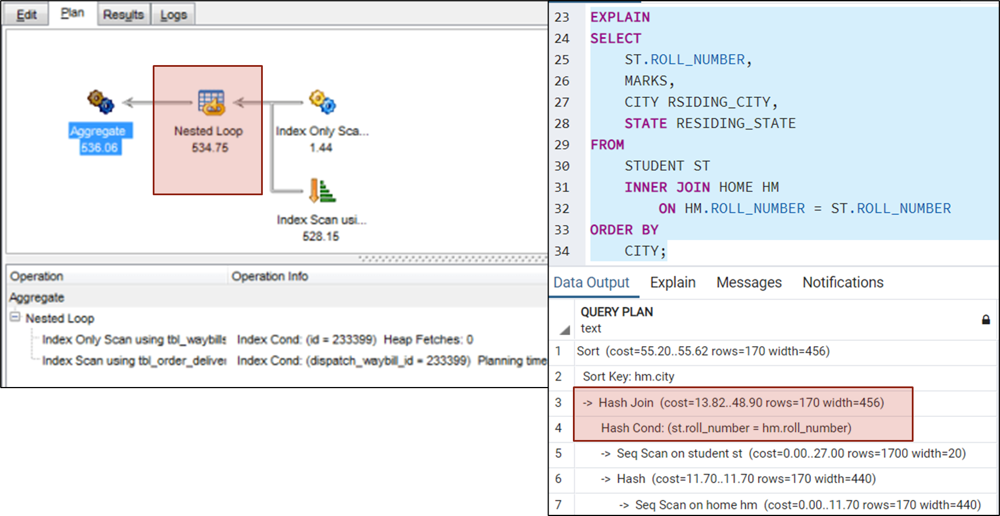 Edit Plan Results Logs
Aggregate
536.06
Nested Loop
534.75
Index Only Sca...
1.44
Index Scan usi...
528.15
Operation Operation Info
Aggregate
Nested Loop
Index Only Scan using tbl_waybills Index Cond: (id = 233399) Heap Fetches: 0
Index Scan using tbl_order_deliver Index Cond: (dispatch_waybill_id = 233399) Planning time
23 EXPLAIN
24 SELECT
25 ST.ROLL_NUMBER,
26 MARKS,
27 CITY RSIDING_CITY,
28 STATE RESIDING_STATE
29 FROM
30 STUDENT ST
31 INNER JOIN HOME HM
32 ON HM.ROLL_NUMBER = ST.ROLL_NUMBER
33 ORDER BY
34 CITY;
Data Output Explain Messages Notifications
QUERY PLAN
text
1 Sort (cost=55.20..55.62 rows=170 width=456)
2 Sort Key: hm.city
3 -> Hash Join (cost=13.82..48.90 rows=170 width=456)
4 Hash Cond: (st.roll_number = hm.roll_number)
5 -> Seq Scan on student st (cost=0.00..27.00 rows=1700 width=20)
6 -> Hash (cost=11.70..11.70 rows=170 width=440)
7 -> Seq Scan on home hm (cost=0.00..11.70 rows=170 width=440)